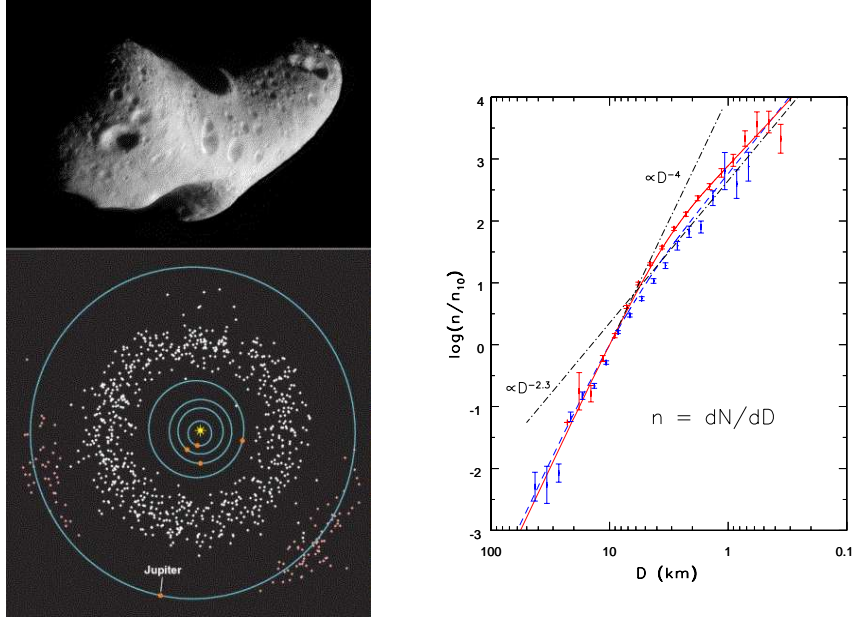 Jupiter
4
3
2
1
0
-1
-2
-3
log(n/n10)
∝D-4
∝D-2.3
n = dN/dD
100
10
1
0.1
D (km)